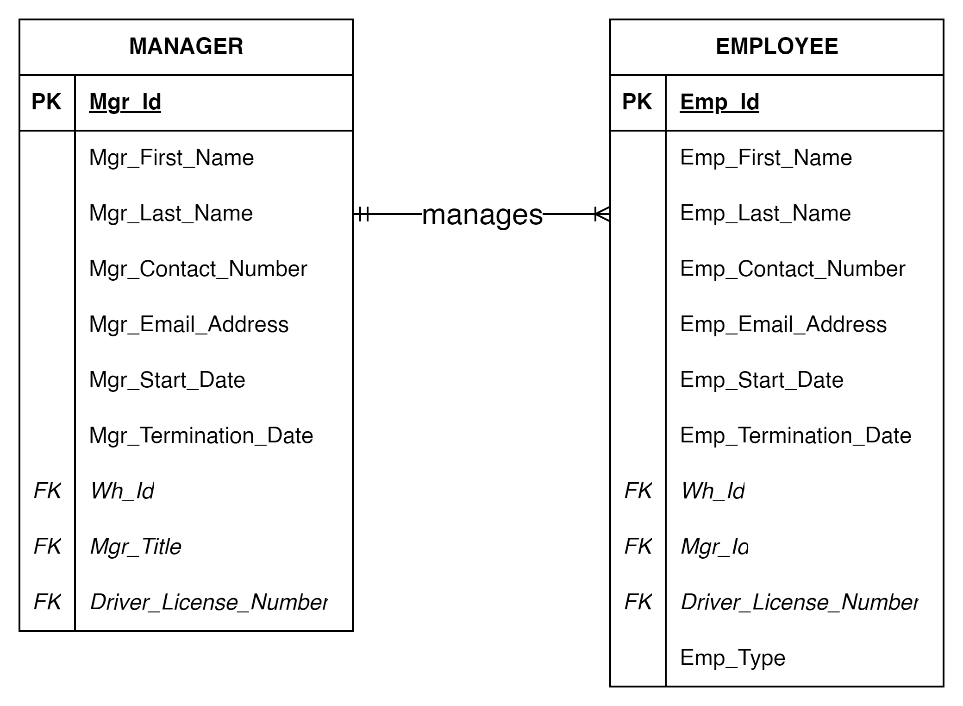 MANAGER
PK Mgr_Id
Mgr_First_Name
Mgr_Last_Name
Mgr_Contact_Number
Mgr_Email_Address
Mgr_Start_Date
Mgr_Termination_Date
FK Wh_Id
FK Mgr_Title
FK Driver_License_Number
manages
EMPLOYEE
PK Emp_Id
Emp_First_Name
Emp_Last_Name
Emp_Contact_Number
Emp_Email_Address
Emp_Start_Date
Emp_Termination_Date
FK Wh_Id
FK Mgr_Id
FK Driver_License_Number
Emp_Type